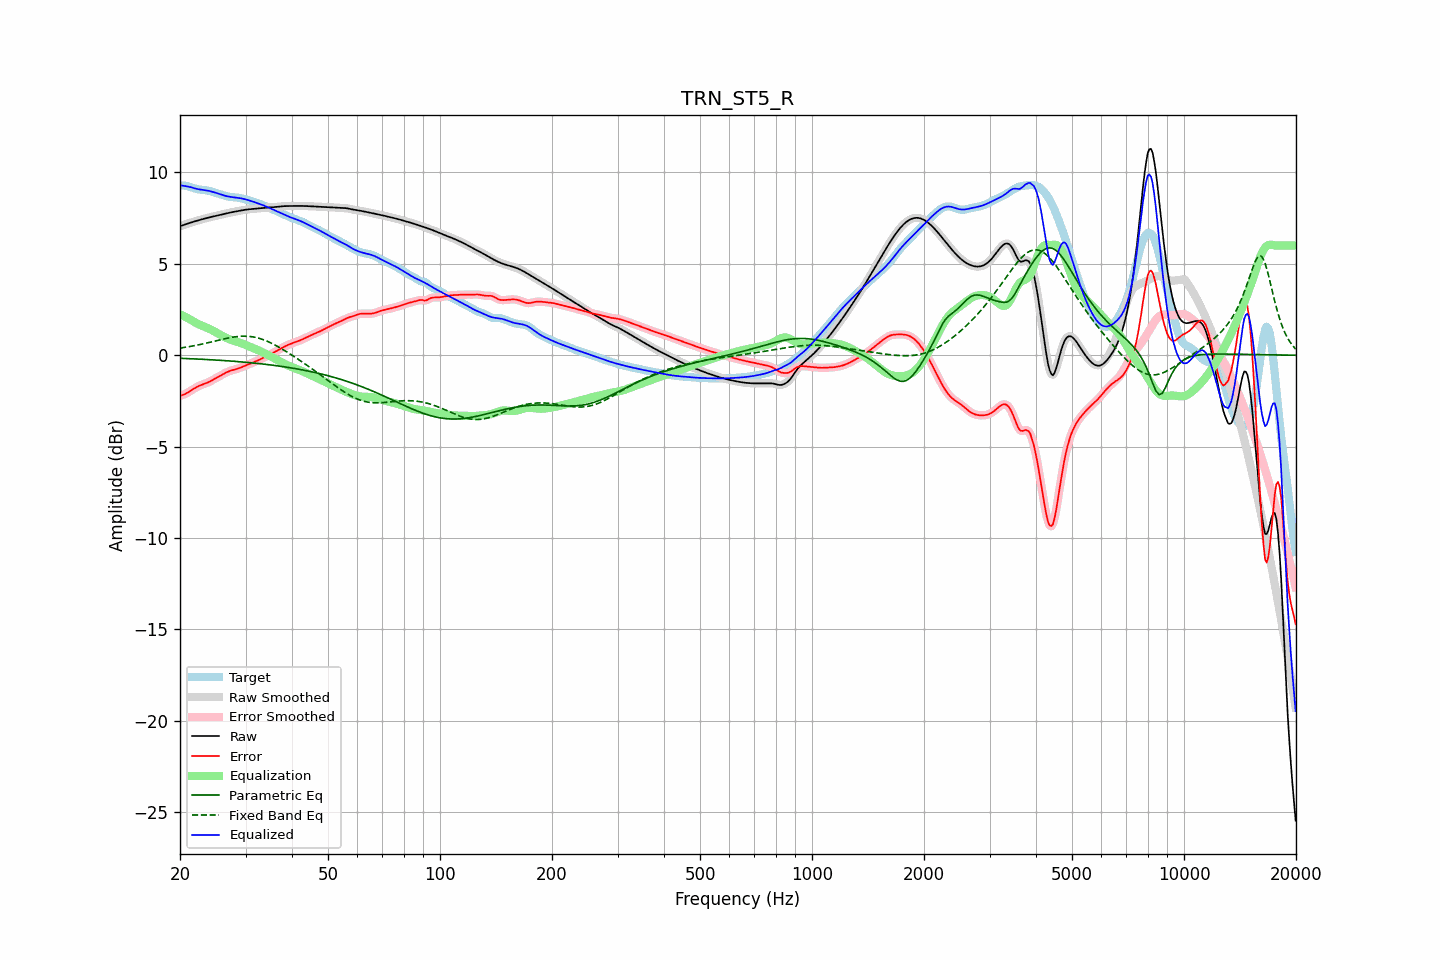 TRN_ST5_R
Amplitude (dBr)
10
5
0
−5
−10
−15
−20
−25
Target
Raw Smoothed
Error Smoothed
Raw
Error
Equalization
Parametric Eq
Fixed Band Eq
Equalized
20 50 100 200 500 1000 2000 5000 10000 20000
Frequency (Hz)